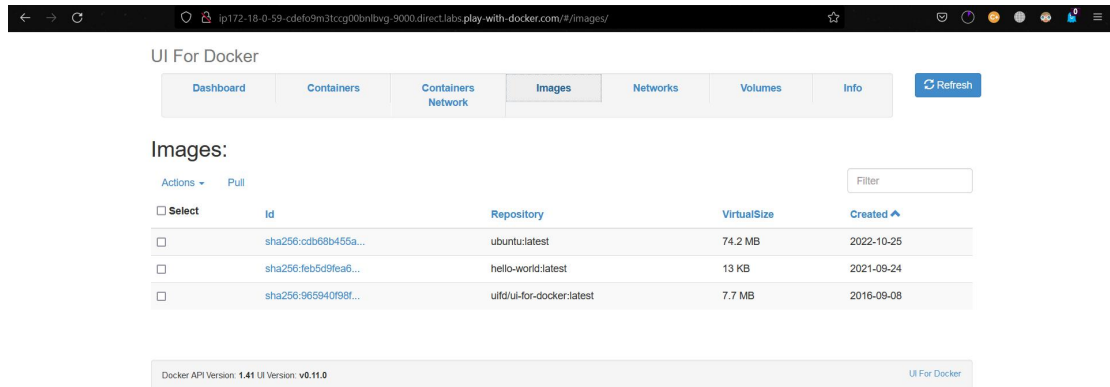 ip172-18-0-59-cdefo9m3tccg00bnlbvg-9000.direct.labs.play-with-docker.com/#/images/
0
UI For Docker
Dashboard Containers Containers Network Images Networks Volumes Info Refresh
Images:
Actions Pull Filter
Select Id Repository VirtualSize Created
sha256:cdb68b455a... ubuntu:latest 74.2 MB 2022-10-25
sha256:feb5d9fea6... hello-world:latest 13 KB 2021-09-24
sha256:965940f98f... uifd/ui-for-docker:latest 7.7 MB 2016-09-08
Docker API Version: 1.41 UI Version: v0.11.0 UI For Docker